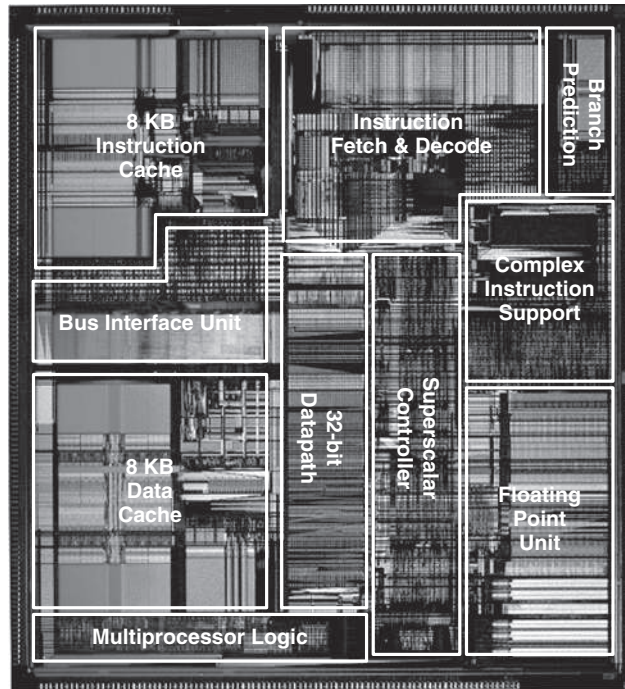 8 KB
Instruction
Cache
Instruction
Fetch & Decode
Branch
Prediction
Complex
Instruction
Support
Bus Interface Unit
8 KB
Data
Cache
32-bit
Datapath
Superscalar
Controller
Floating
Point
Unit
Multiprocessor Logic